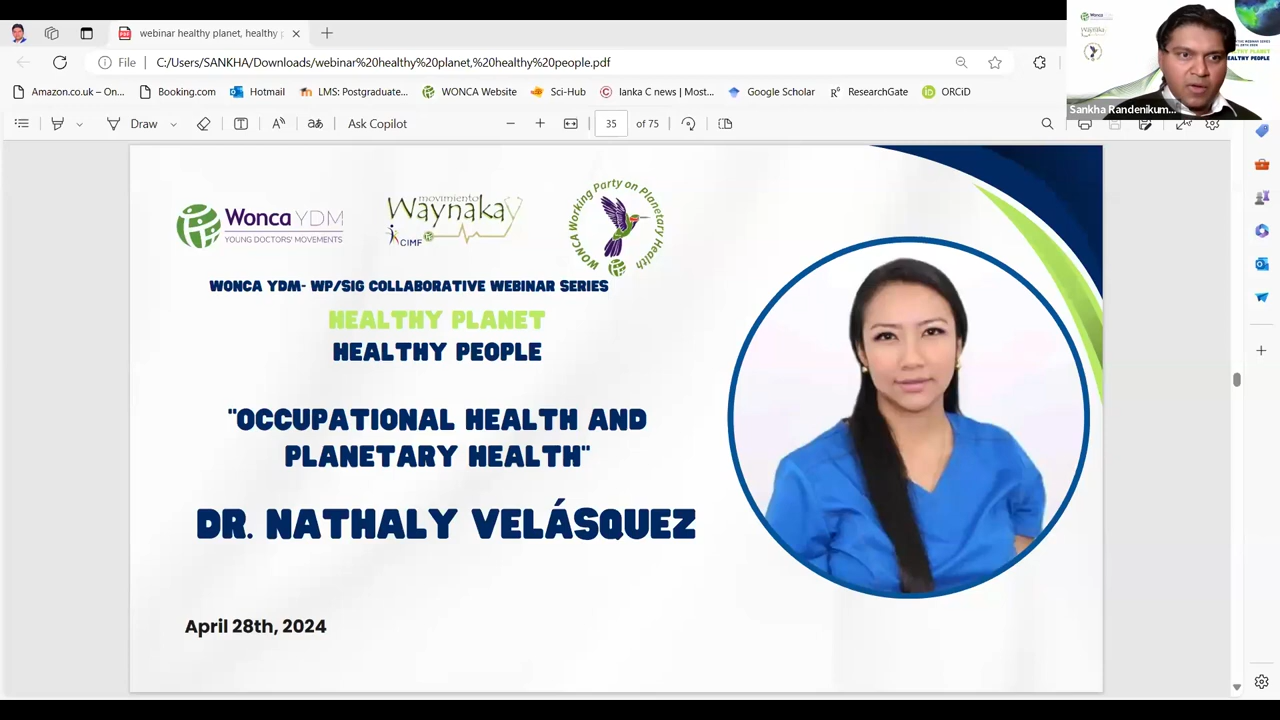 webinar healthy planet, healthy p
File
C:/Users/SANKHA/Downloads/webinar%20healthy%20planet%20healthy%20people.pdf
Amazon.co.uk – On...
Booking.com
Hotmail
LMS: Postgraduate...
WONCA Website
Sci-Hub
lanka C news | Most...
Google Scholar
ResearchGate
ORCiD
Draw
Ask Copilot
35
of 75
Sankha Randenikum...
HEALTHY PEOPLE
Wonca YDM
YOUNG DOCTORS' MOVEMENTS
movimiento
Waynakay
CIMF
WONCA Working Party on Planetary Health
WONCA YDM- WP/SIG COLLABORATIVE WEBINAR SERIES
HEALTHY PLANET
HEALTHY PEOPLE
"OCCUPATIONAL HEALTH AND
PLANETARY HEALTH"
DR. NATHALY VELÁSQUEZ
April 28th, 2024